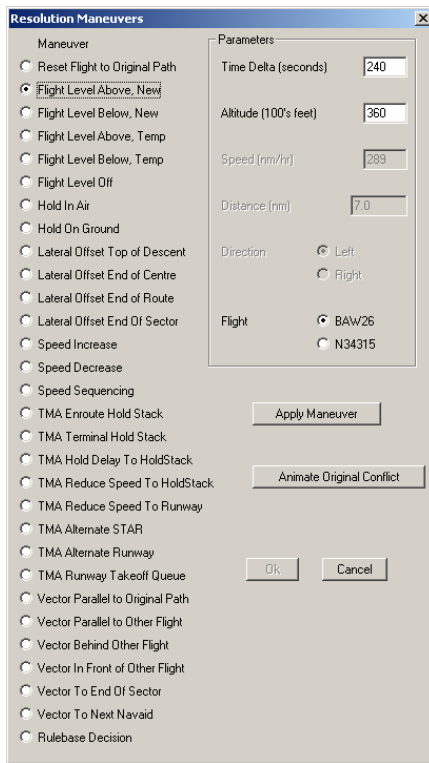 Resolution Maneuvers
Maneuver
Reset Flight to Original Path
Flight Level Above, New
Flight Level Below, New
Flight Level Above, Temp
Flight Level Below, Temp
Flight Level Off
Hold In Air
Hold On Ground
Lateral Offset Top of Descent
Lateral Offset End of Centre
Lateral Offset End of Route
Lateral Offset End Of Sector
Speed Increase
Speed Decrease
Speed Sequencing
TMA Enroute Hold Stack
TMA Terminal Hold Stack
TMA Hold Delay To HoldStack
TMA Reduce Speed To HoldStack
TMA Reduce Speed To Runway
TMA Alternate STAR
TMA Alternate Runway
TMA Runway Takeoff Queue
Vector Parallel to Original Path
Vector Parallel to Other Flight
Vector Behind Other Flight
Vector In Front of Other Flight
Vector To End Of Sector
Vector To Next Navaid
Rulebase Decision
Parameters
Time Delta (seconds) 240
Altitude (100's feet) 360
Speed (nm/hr) 289
Distance (nm) 7.0
Direction Left
Right
Flight BAW26
N34315
Apply Maneuver
Animate Original Conflict
Ok Cancel